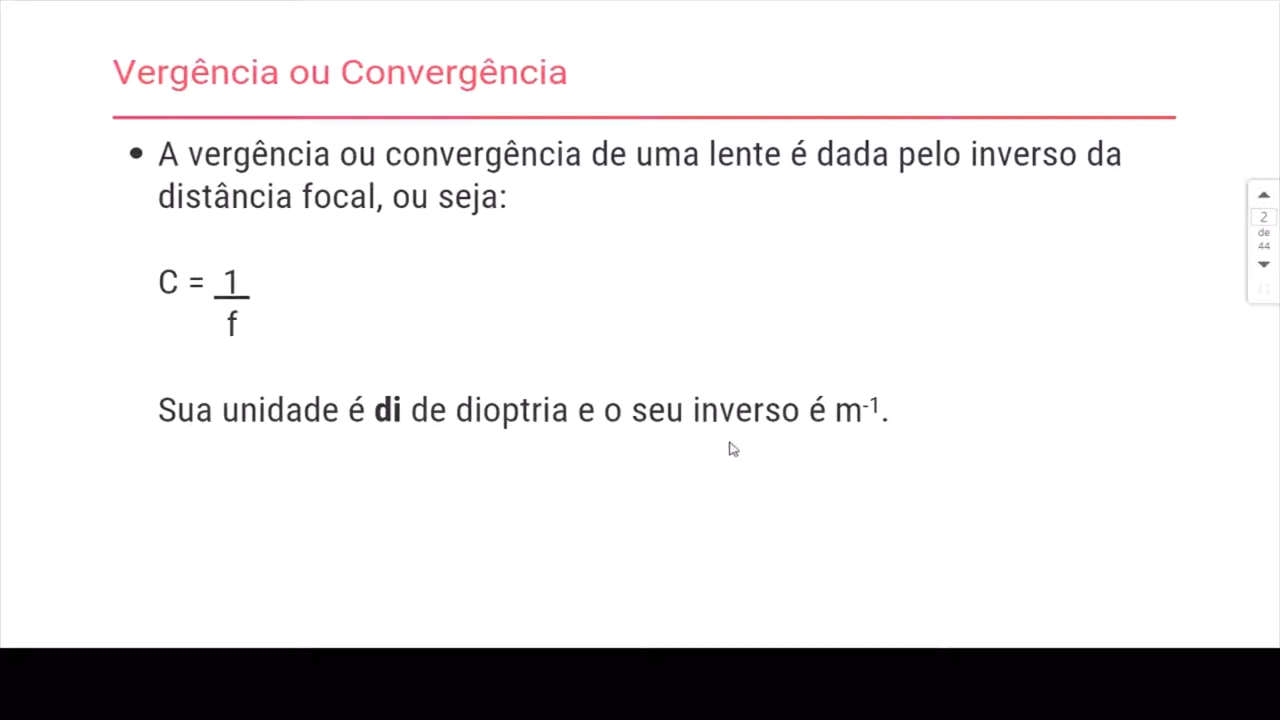 Vergência ou Convergência
• A vergência ou convergência de uma lente é dada pelo inverso da
distância focal, ou seja:
C = 1
f
Sua unidade é di de dioptria e o seu inverso é m⁻¹.
2
de
44